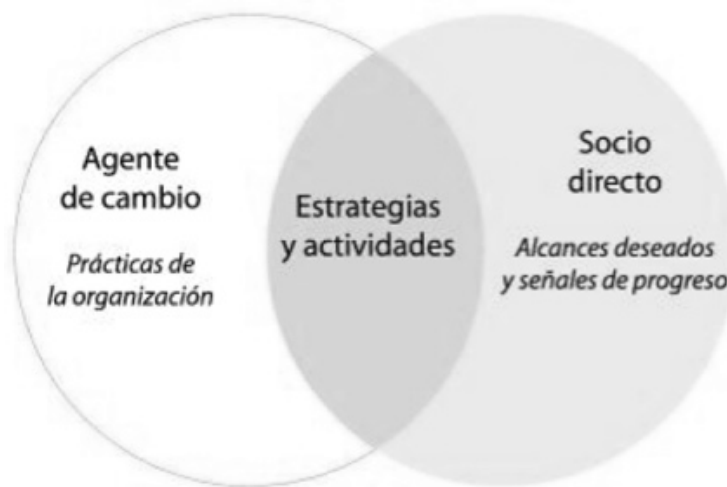 Agente
de cambio
Prácticas de
la organización
Estrategias
y actividades
Socio
directo
Alcances deseados
y señales de progreso